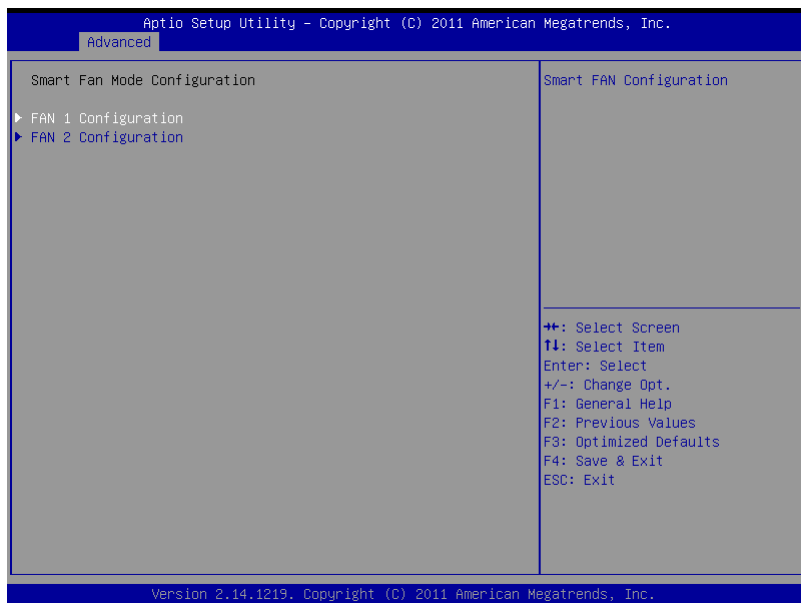 Aptio Setup Utility – Copyright (C) 2011 American Megatrends, Inc.
Advanced
Smart Fan Mode Configuration
▶ FAN 1 Configuration
▶ FAN 2 Configuration
Smart FAN Configuration
→←: Select Screen
↑↓: Select Item
Enter: Select
+/-: Change Opt.
F1: General Help
F2: Previous Values
F3: Optimized Defaults
F4: Save & Exit
ESC: Exit
Version 2.14.1219. Copyright (C) 2011 American Megatrends, Inc.